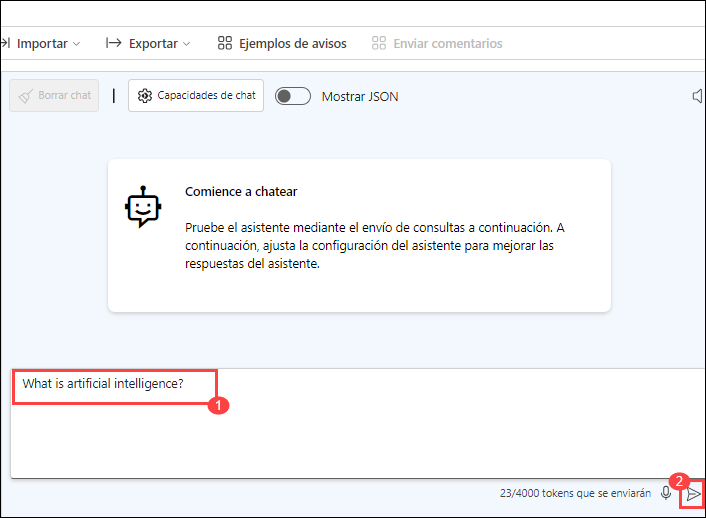 Importar
Exportar
Ejemplos de avisos
Enviar comentarios
Borrar chat
Capacidades de chat
Mostrar JSON
Comience a chatear
Pruebe el asistente mediante el envío de consultas a continuación. A
continuación, ajusta la configuración del asistente para mejorar las
respuestas del asistente.
What is artificial intelligence?
1
2
23/4000 tokens que se enviarán